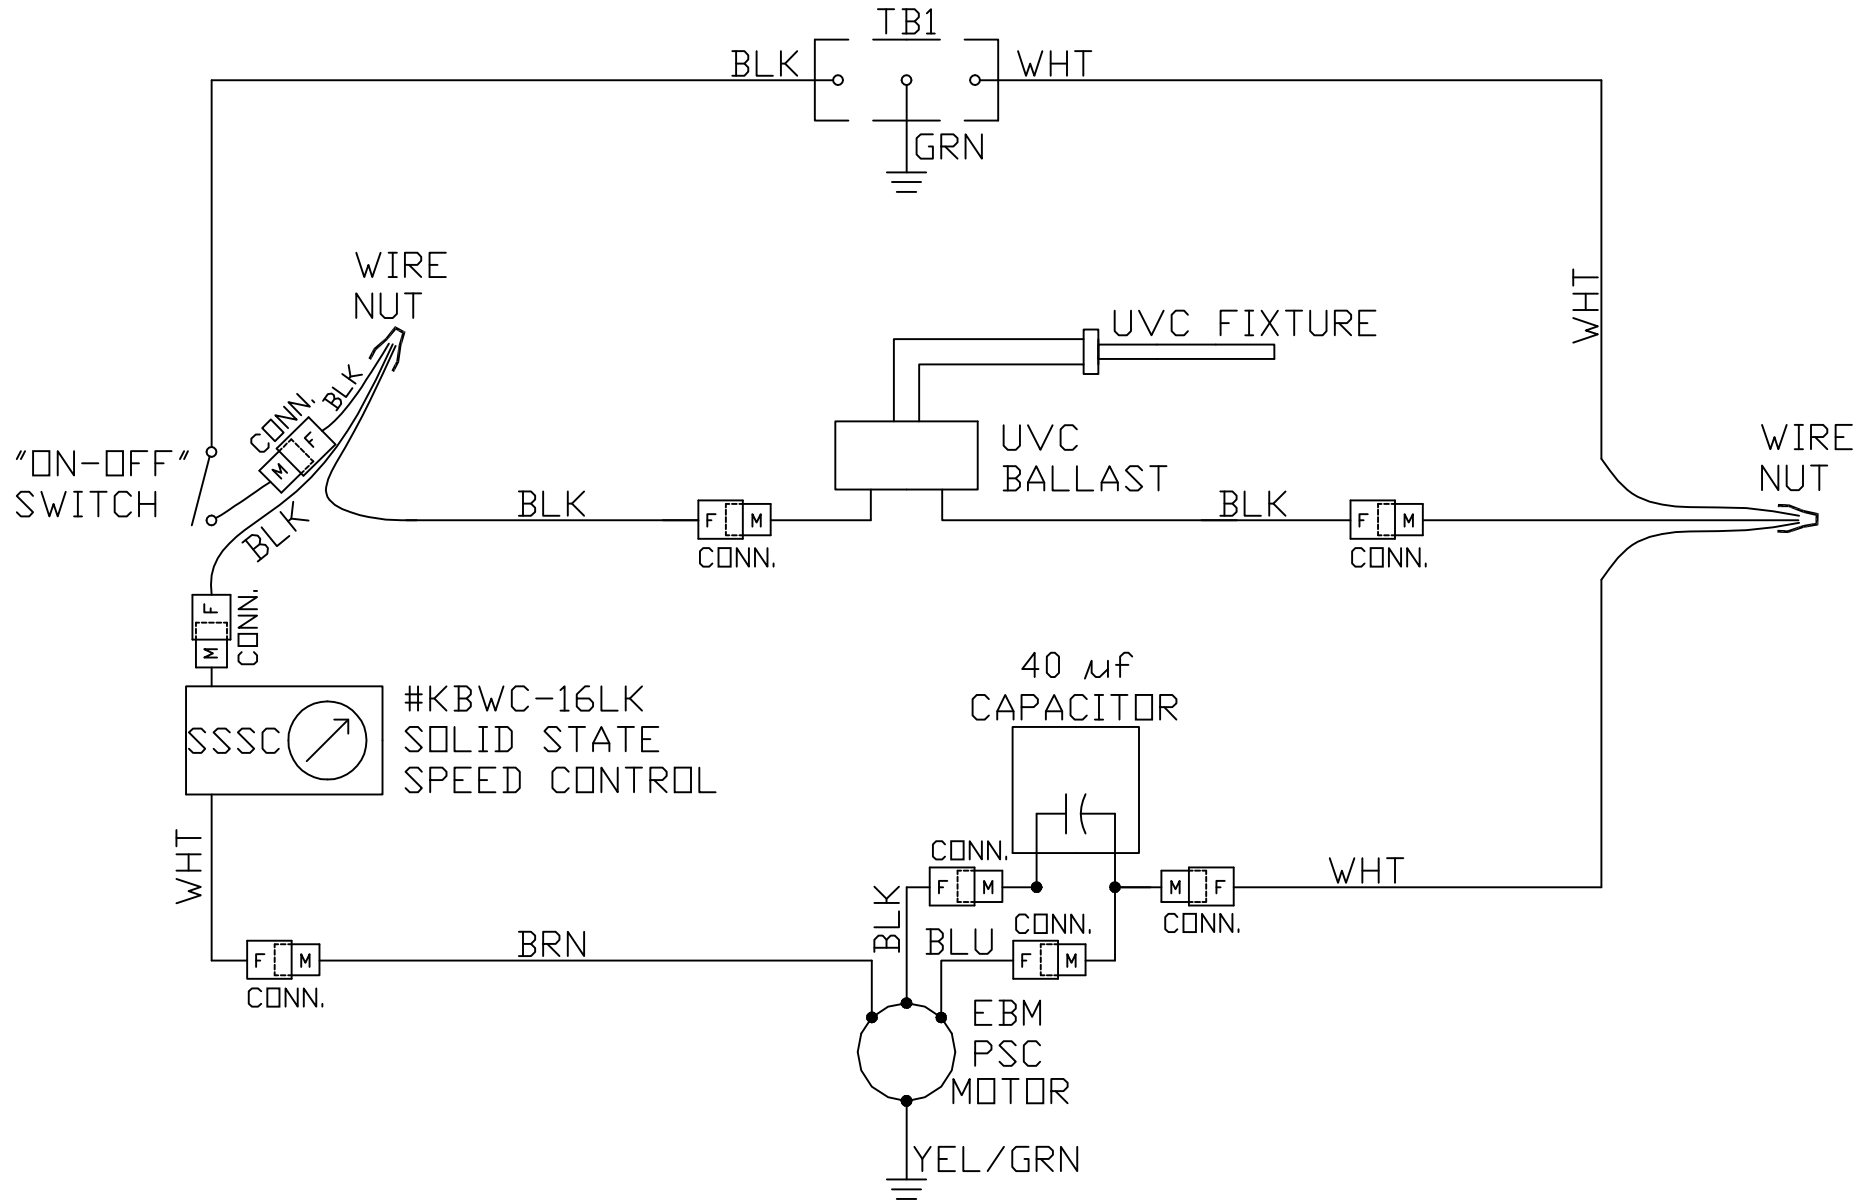 TB1
BLK
WHT
GRN
WIRE
NUT
WHT
UVC FIXTURE
BLK
CONN.
F
M
"ON-OFF"
SWITCH
UVC
BALLAST
WIRE
NUT
BLK
BLK
F
M
CONN.
BLK
F
M
CONN.
F
M
CONN.
40 µf
CAPACITOR
#KBWC-16LK
SOLID STATE
SPEED CONTROL
SSSC
WHT
CONN.
F
M
BLK
M
F
CONN.
WHT
CONN.
BLU
F
M
BRN
F
M
CONN.
EBM
PSC
MOTOR
YEL/GRN